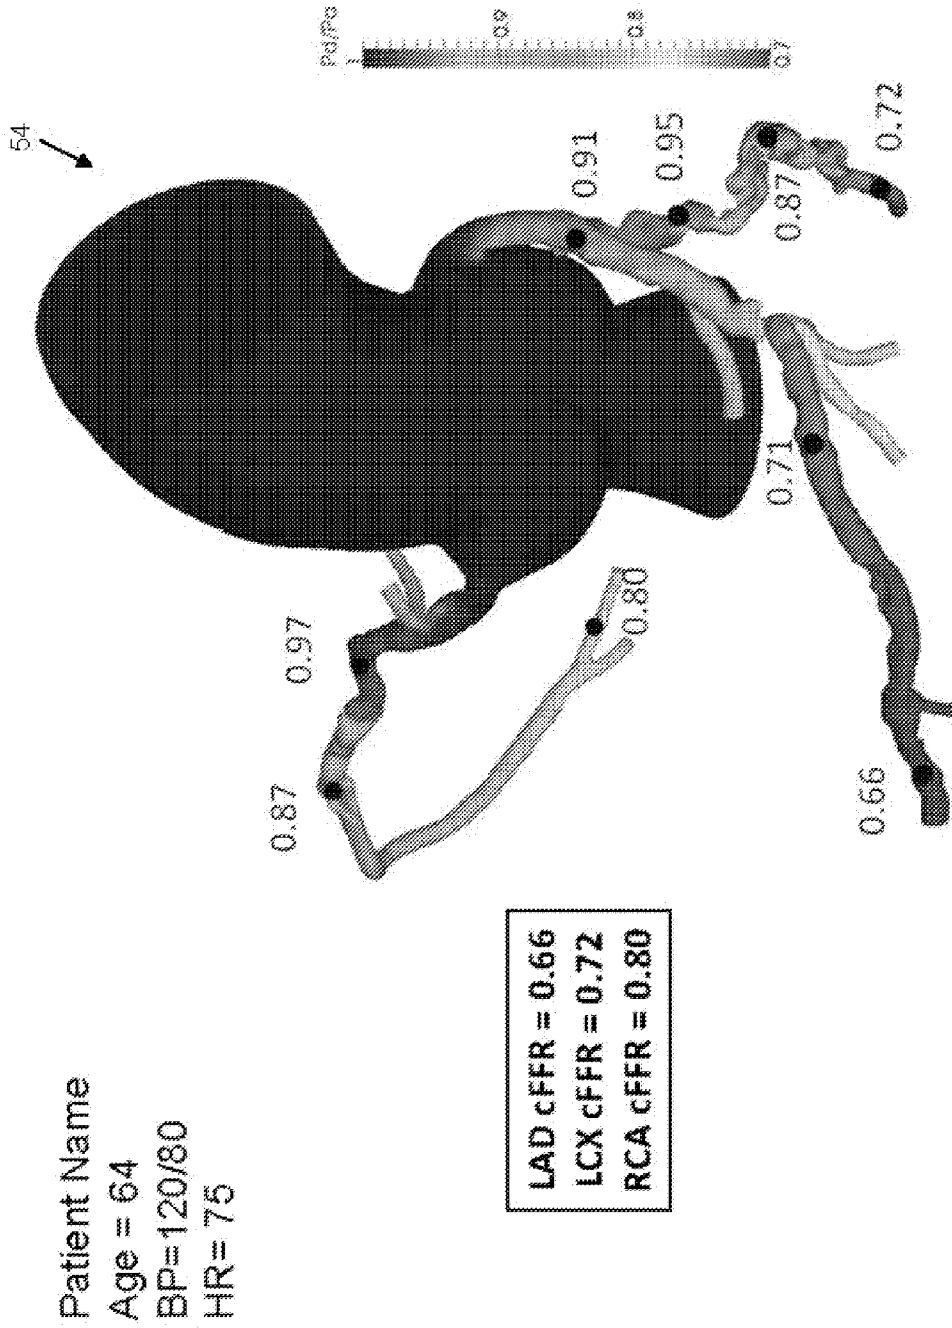 Patient Name
Age = 64
BP=120/80
HR= 75
54
Pd/Pa
1
0.9
0.8
0.7
0.97
0.87
0.80
0.91
0.95
0.87
0.72
0.71
0.66
LAD cFFR = 0.66
LCX cFFR = 0.72
RCA cFFR = 0.80